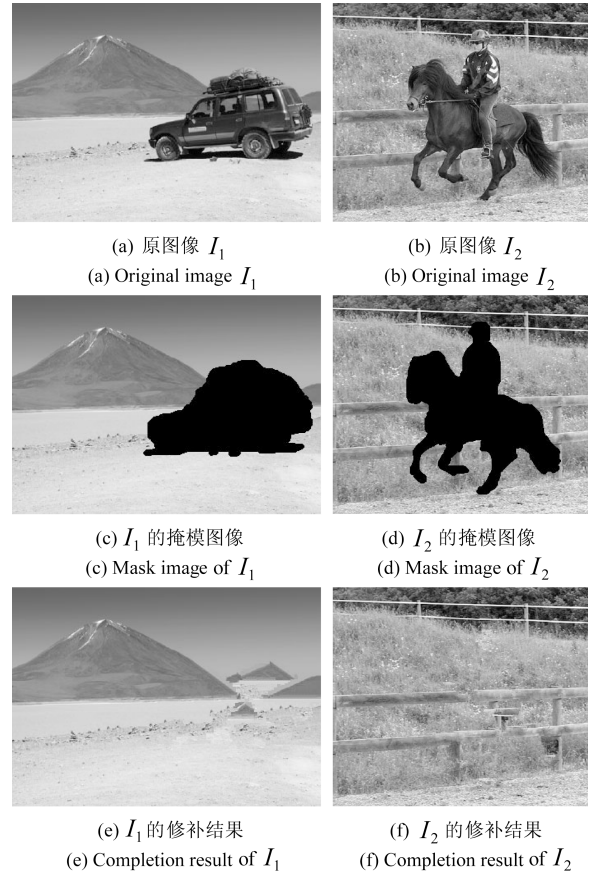 (a) 原图像 I₁
(b) 原图像 I₂
(a) Original image I₁
(b) Original image I₂
(c) I₁ 的掩模图像
(d) I₂ 的掩模图像
(c) Mask image of I₁
(d) Mask image of I₂
(e) I₁的修补结果
(f) I₂ 的修补结果
(e) Completion result of I₁
(f) Completion result of I₂